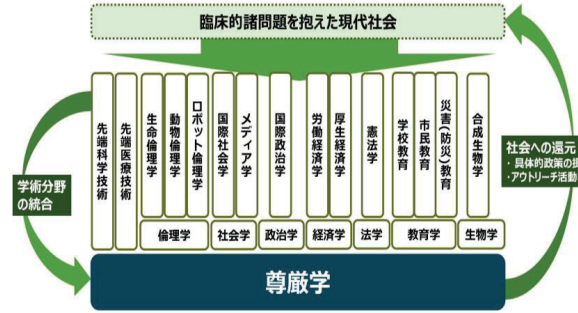 臨床的諸問題を抱えた現代社会
先端科学技術
先端医療技術
生命倫理学
動物倫理学
ロボット倫理学
国際社会学
メディア学
国際政治学
労働経済学
厚生経済学
憲法学
学校教育
市民教育
災害(防災)教育
合成生物学
倫理学
社会学
政治学
経済学
法学
教育学
生物学
学術分野
の統合
社会への還元
・具体的政策の提
・アウトリーチ活動
尊厳学